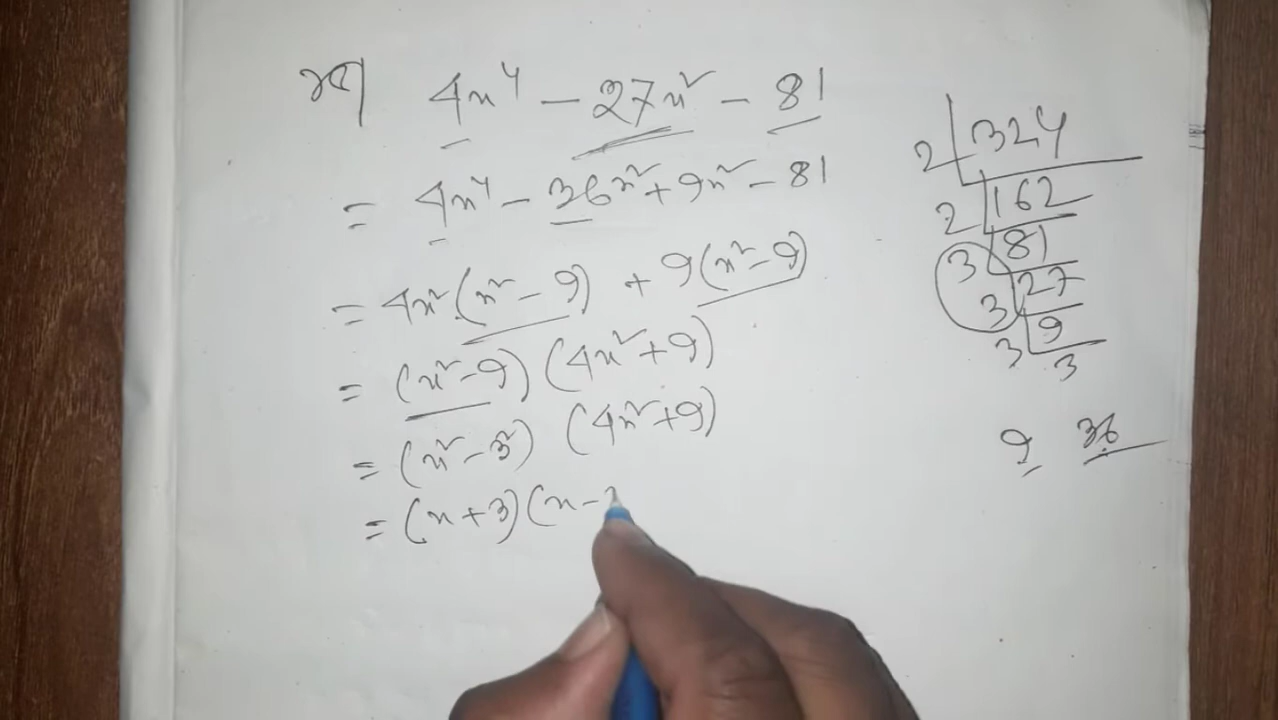 4x⁴ − 27x² − 81
= 4x⁴ − 36x² + 9x² − 81
= 4x² (x² − 9) + 9(x² − 9)
= (x² − 9) (4x² + 9)
= (x² − 3²) (4x² + 9)
= (x + 3) (x −
2 324
2 162
3 81
3 27
3 9
3
9 36